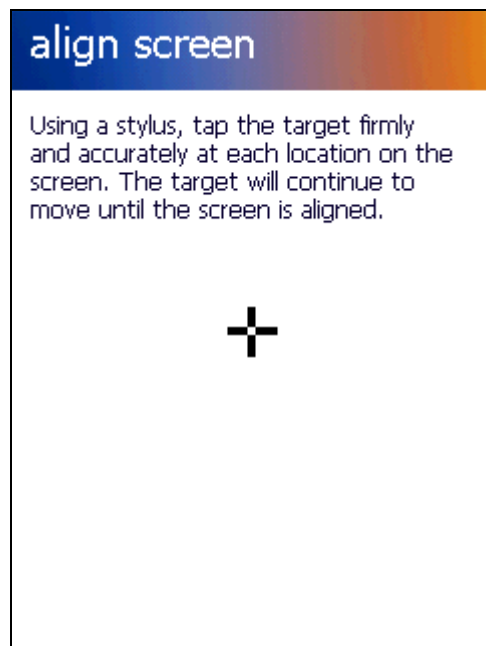 align screen
Using a stylus, tap the target firmly
and accurately at each location on the
screen. The target will continue to
move until the screen is aligned.